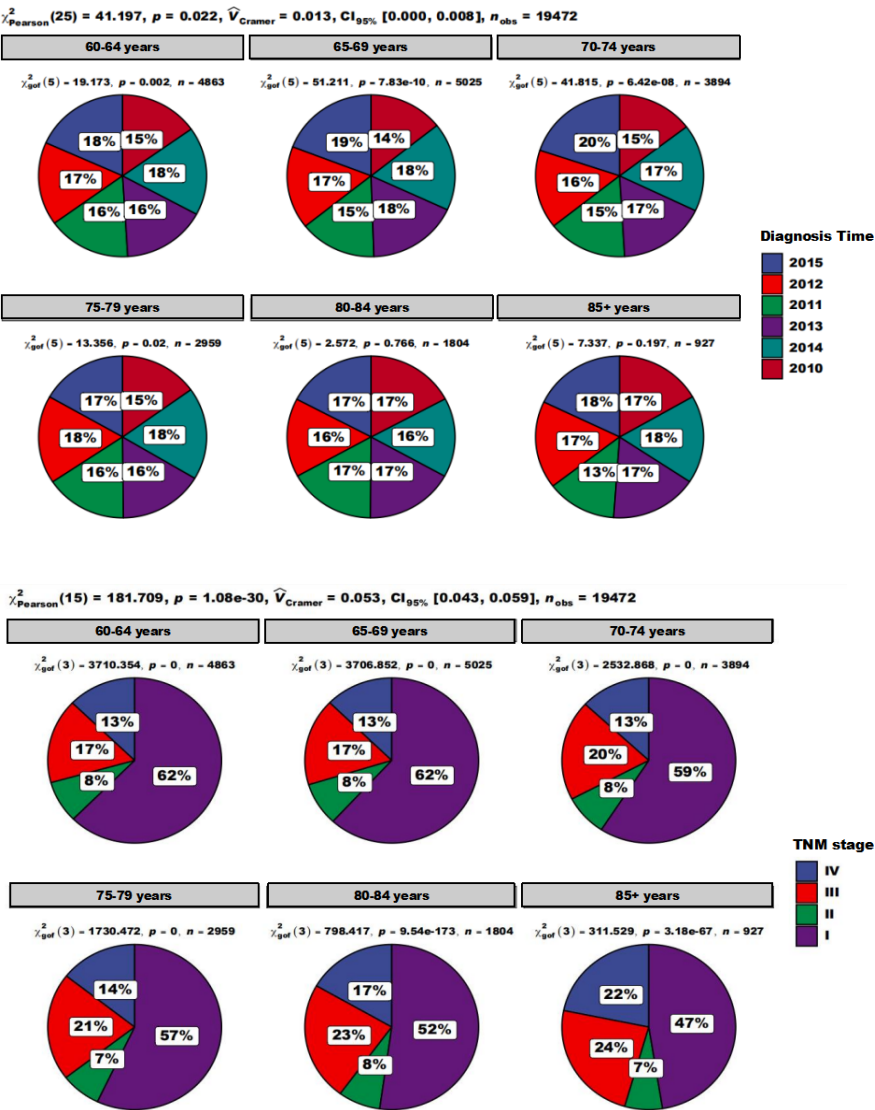 χ²Pearson(25) = 41.197, p = 0.022, V̂Cramer = 0.013, CI95% [0.000, 0.008], nobs = 19472
60-64 years
65-69 years
70-74 years
χ²gof(5) = 19.173, p = 0.002, n = 4863
χ²gof(5) = 51.211, p = 7.83e-10, n = 5025
χ²gof(5) = 41.815, p = 6.42e-08, n = 3894
18% 15%
17% 18%
16% 16%
19% 14%
17% 18%
15% 18%
20% 15%
16% 17%
15% 17%
Diagnosis Time
2015
2012
2011
2013
2014
2010
75-79 years
80-84 years
85+ years
χ²gof(5) = 13.356, p = 0.02, n = 2959
χ²gof(5) = 2.572, p = 0.766, n = 1804
χ²gof(5) = 7.337, p = 0.197, n = 927
17% 15%
18% 18%
16% 16%
17% 17%
16% 16%
17% 17%
18% 17%
17% 18%
13% 17%
χ²Pearson(15) = 181.709, p = 1.08e-30, V̂Cramer = 0.053, CI95% [0.043, 0.059], nobs = 19472
60-64 years
65-69 years
70-74 years
χ²gof(3) = 3710.354, p = 0, n = 4863
χ²gof(3) = 3706.852, p = 0, n = 5025
χ²gof(3) = 2532.868, p = 0, n = 3894
13%
17%
8%
62%
13%
17%
8%
62%
13%
20%
8%
59%
TNM stage
IV
III
II
I
75-79 years
80-84 years
85+ years
χ²gof(3) = 1730.472, p = 0, n = 2959
χ²gof(3) = 798.417, p = 9.54e-173, n = 1804
χ²gof(3) = 311.529, p = 3.18e-67, n = 927
14%
21%
7%
57%
17%
23%
8%
52%
22%
24%
7%
47%